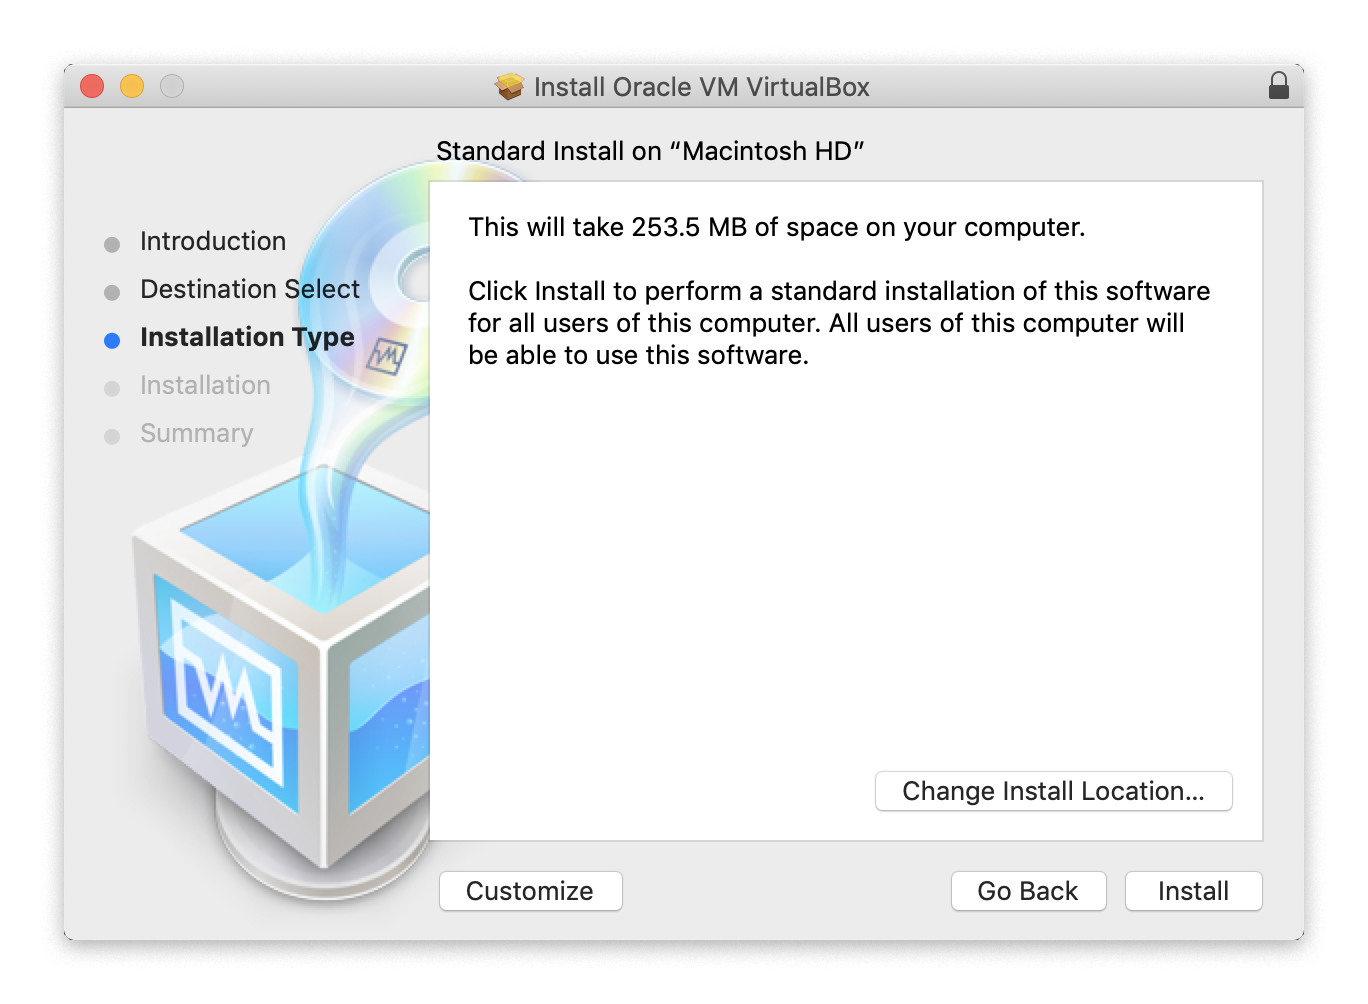 Install Oracle VM VirtualBox
Standard Install on “Macintosh HD”
Introduction
Destination Select
Installation Type
Installation
Summary
This will take 253.5 MB of space on your computer.
Click Install to perform a standard installation of this software
for all users of this computer. All users of this computer will
be able to use this software.
Change Install Location...
Customize
Go Back
Install